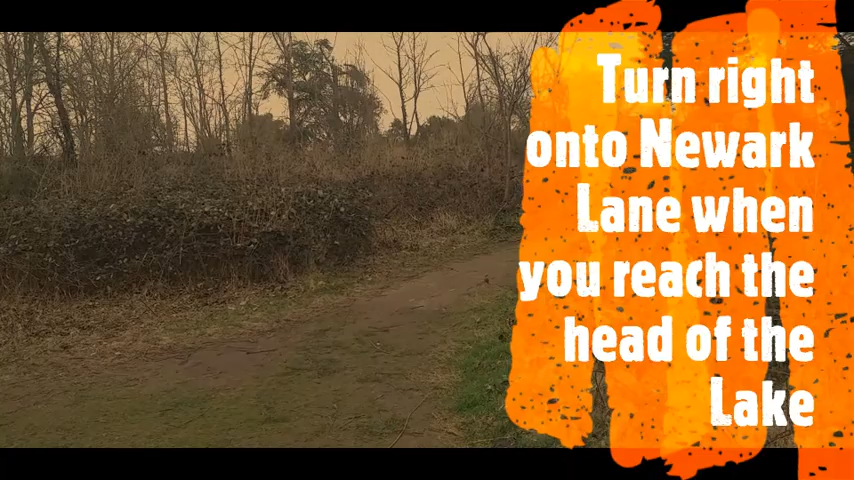 Turn right
onto Newark
Lane when
you reach the
head of the
Lake